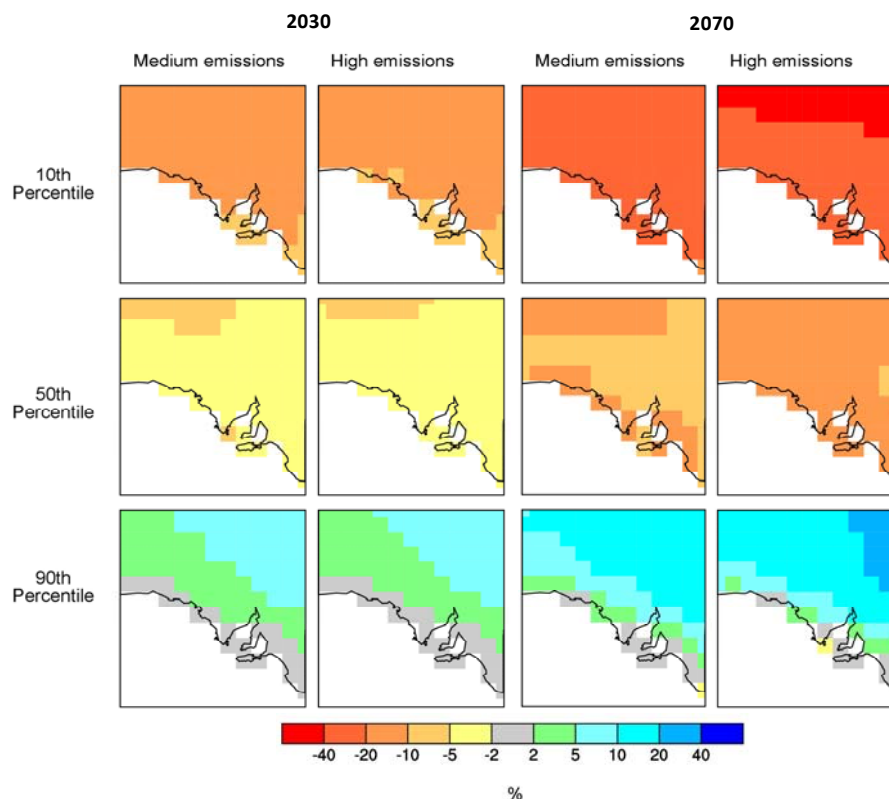 2030 2070
Medium emissions High emissions Medium emissions High emissions
10th
Percentile
50th
Percentile
90th
Percentile
-40 -20 -10 -5 -2 2 5 10 20 40
%